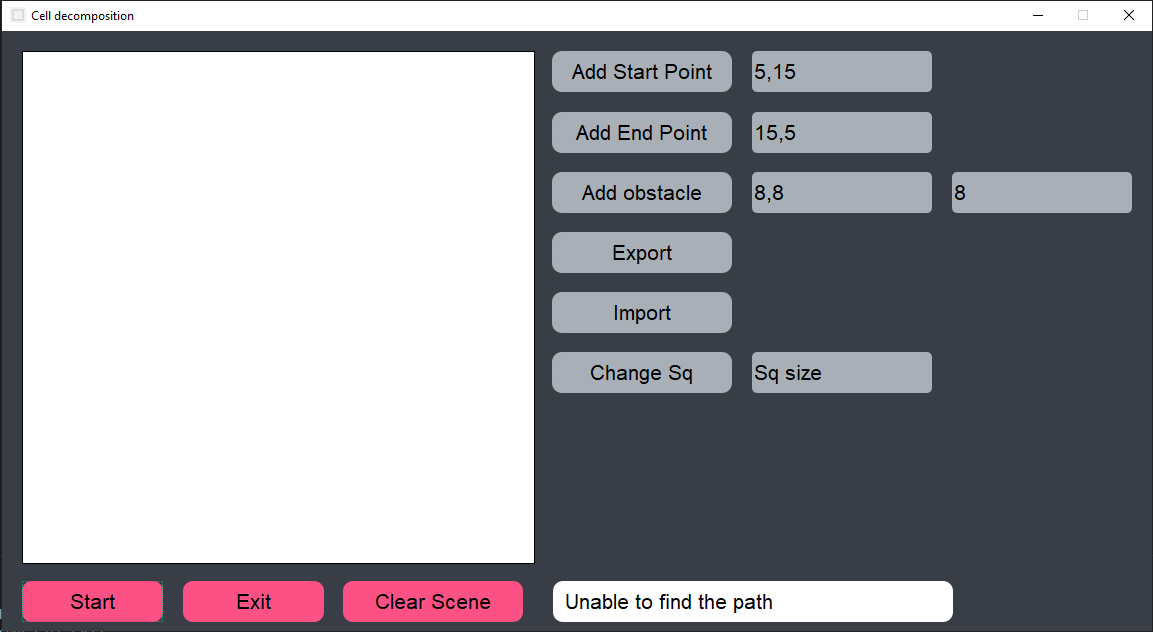 Cell decomposition
Add Start Point
5,15
Add End Point
15,5
Add obstacle
8,8
8
Export
Import
Change Sq
Sq size
Start
Exit
Clear Scene
Unable to find the path